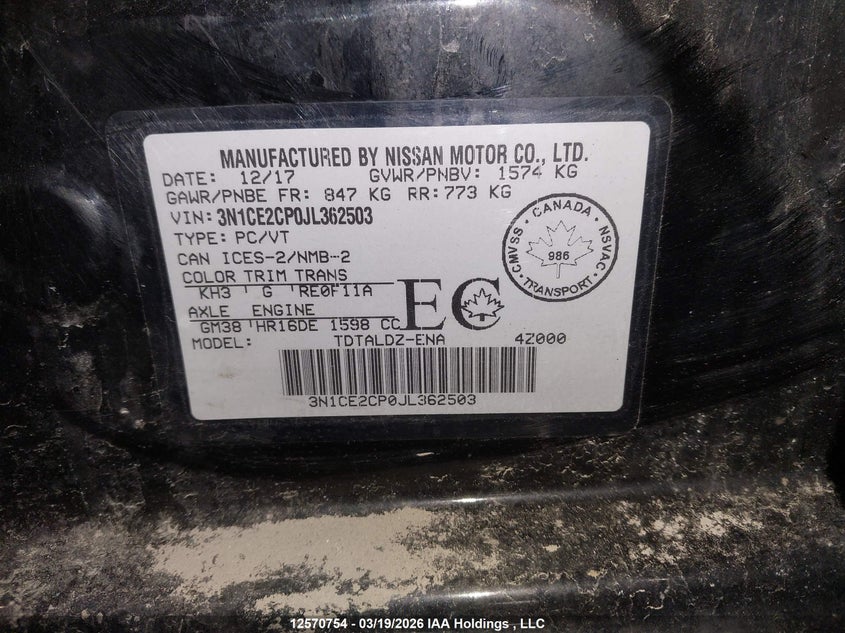 MANUFACTURED BY NISSAN MOTOR CO., LTD.
DATE: 12/17 GVWR/PNBV: 1574 KG
GAWR/PNBE FR: 847 KG RR: 773 KG
VIN: 3N1CE2CP0JL362503
TYPE: PC/VT
CAN ICES-2/NMB-2
COLOR TRIM TRANS
KH3 ' G ' RE0F11A
AXLE ENGINE
GM38 ' HR16DE 1598 CC
MODEL: TDTALDZ-ENA 4Z000
EC
CANADA · NSVAC · TRANSPORT · CMVSS ·
986
3N1CE2CP0JL362503
12570754 - 03/19/2026 IAA Holdings , LLC